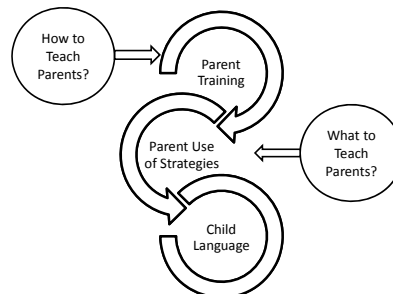 How to
Teach
Parents?
Parent
Training
Parent Use
of Strategies
What to
Teach
Parents?
Child
Language